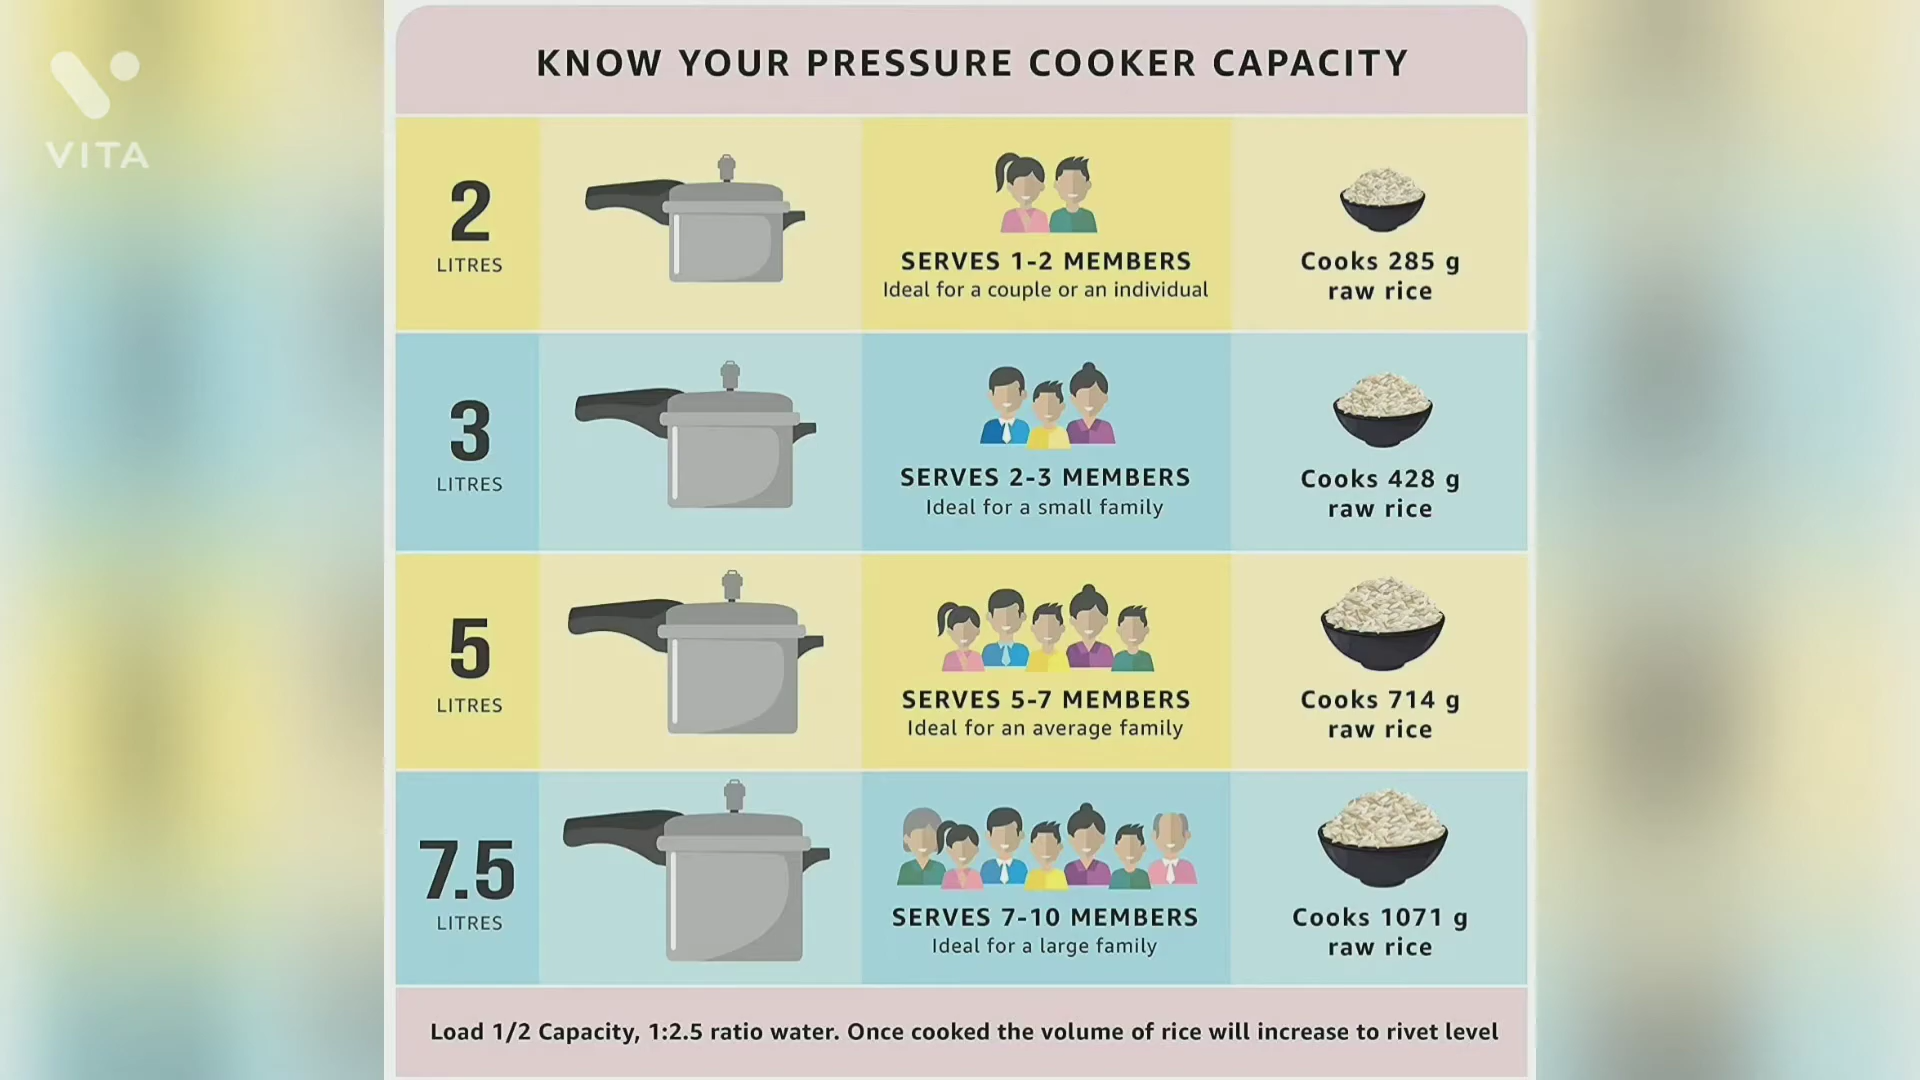 VITA
KNOW YOUR PRESSURE COOKER CAPACITY
2
LITRES
SERVES 1-2 MEMBERS
Ideal for a couple or an individual
Cooks 285 g
raw rice
3
LITRES
SERVES 2-3 MEMBERS
Ideal for a small family
Cooks 428 g
raw rice
5
LITRES
SERVES 5-7 MEMBERS
Ideal for an average family
Cooks 714 g
raw rice
7.5
LITRES
SERVES 7-10 MEMBERS
Ideal for a large family
Cooks 1071 g
raw rice
Load 1/2 Capacity, 1:2.5 ratio water. Once cooked the volume of rice will increase to rivet level